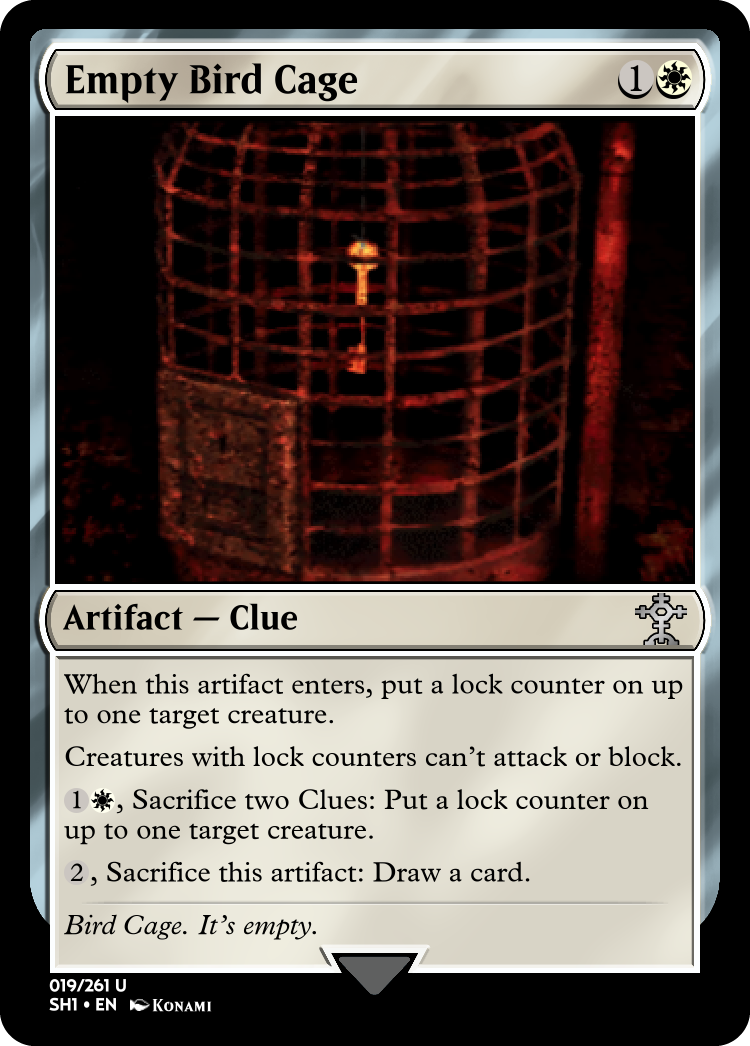 Empty Bird Cage 1
Artifact — Clue
When this artifact enters, put a lock counter on up
to one target creature.
Creatures with lock counters can't attack or block.
1, Sacrifice two Clues: Put a lock counter on
up to one target creature.
2, Sacrifice this artifact: Draw a card.
Bird Cage. It's empty.
019/261 U
SH1 • EN KONAMI